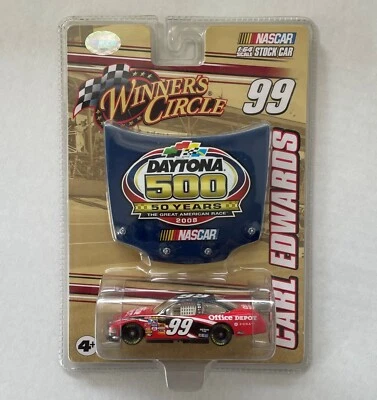 NASCAR
1:64 SCALE STOCK CAR
WINNER'S
CIRCLE
99
DAYTONA
500
50 YEARS
THE GREAT AMERICAN RACE
2008
NASCAR
CARL EDWARDS
99
Office DEPOT
4+